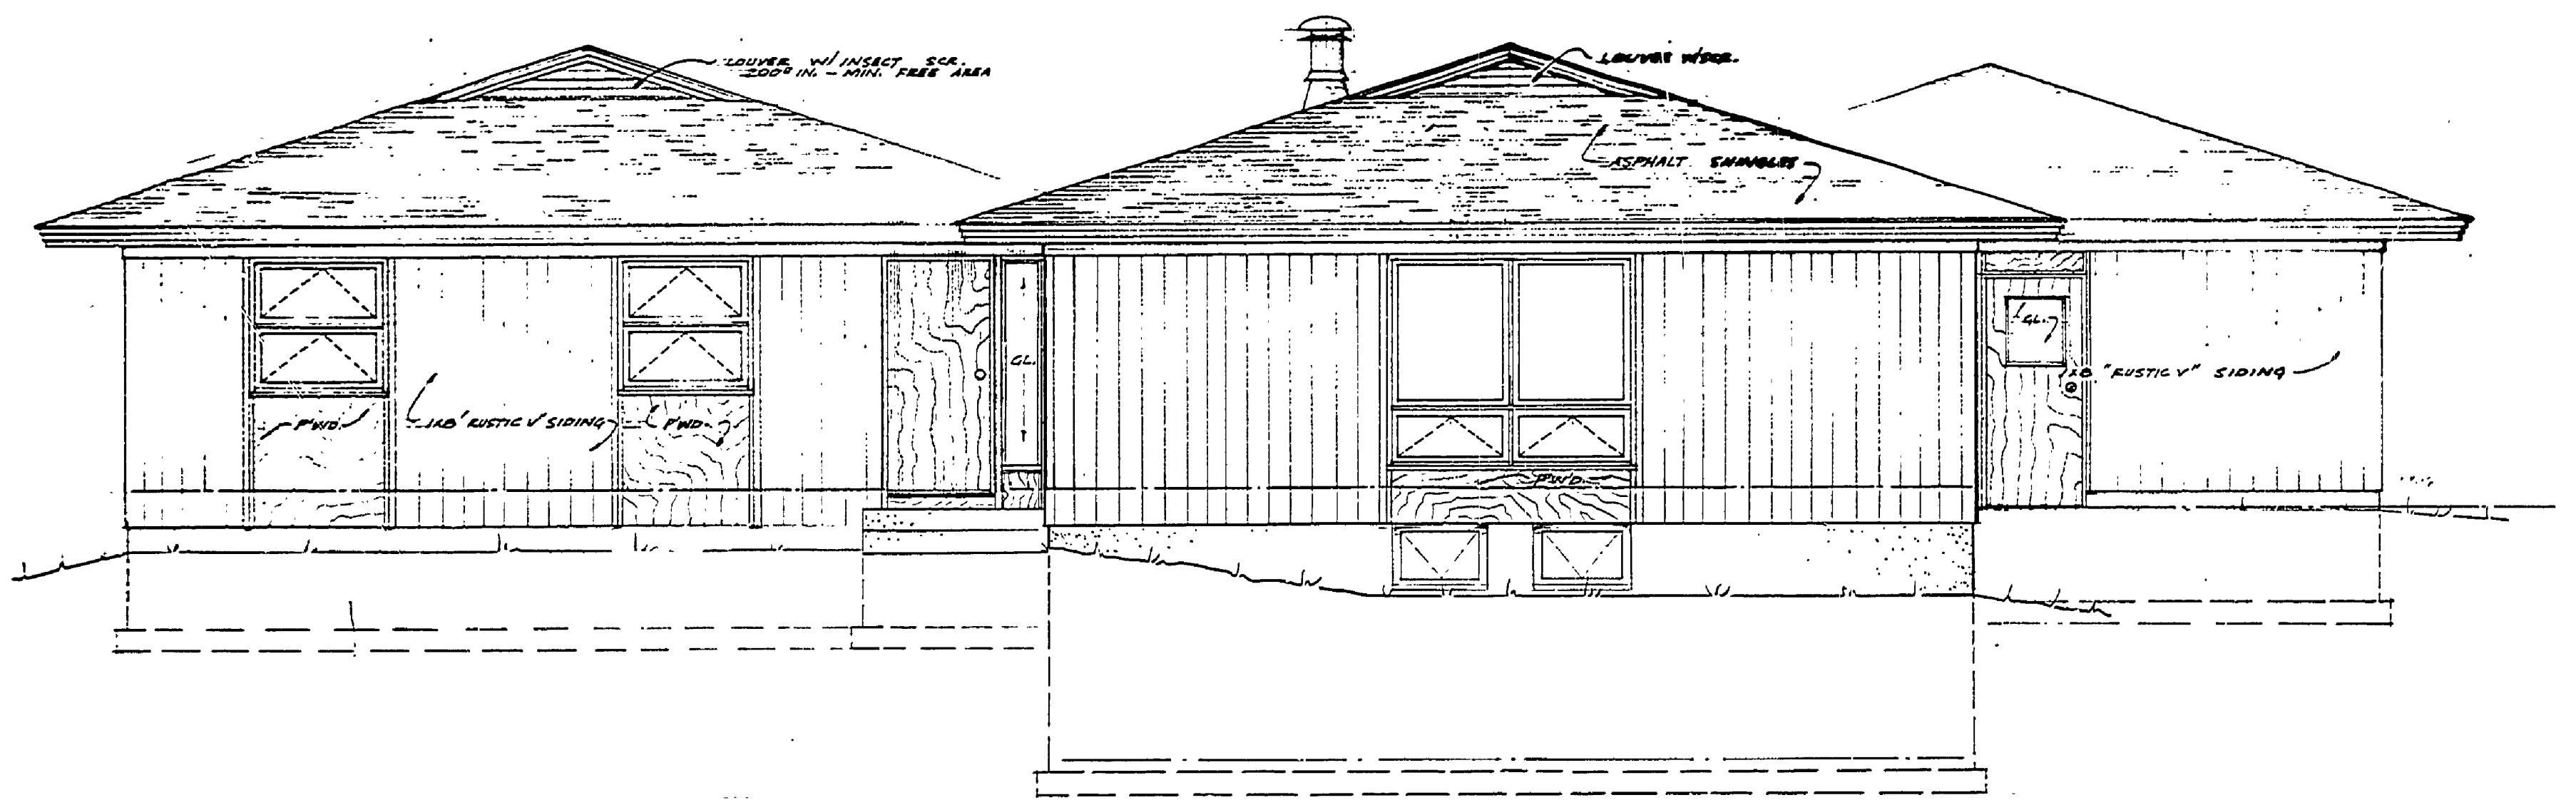 LOUVER W/ INSECT SCR.
200□ IN. - MIN. FREE AREA
LOUVER W/SCR.
ASPHALT SHINGLES
GL.
GL.
1x8 "RUSTIC V" SIDING
PWD.
1x8 "RUSTIC V" SIDING
PWD.
PWD.